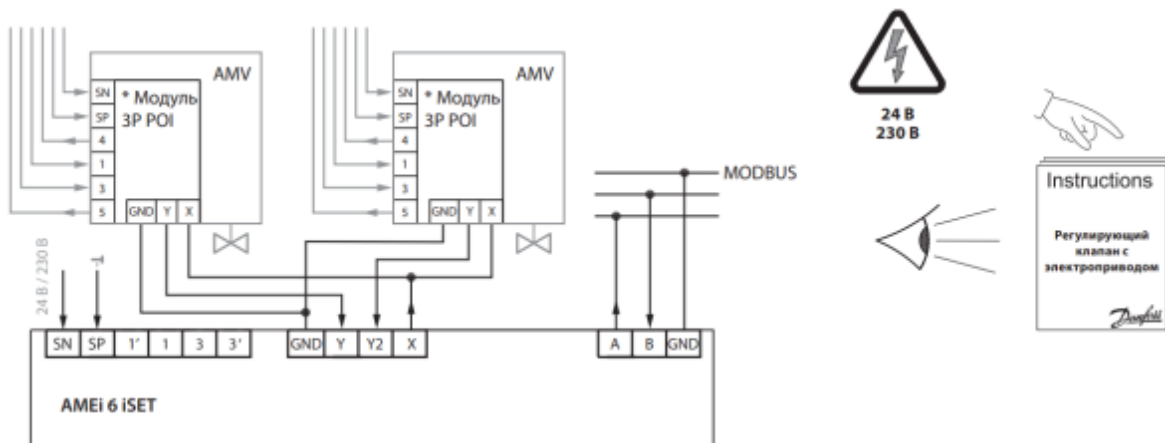 AMV
SN
* Модуль
3P POI
SP
4
1
3
5
GND Y X
AMV
SN
* Модуль
3P POI
SP
4
1
3
5
GND Y X
24 В
230 В
MODBUS
Instructions
Регулирующий
клапан с
электроприводом
Danfoss
24 В / 230 В
SN SP 1' 1 3 3' GND Y Y2 X A B GND
AMEi 6 iSET